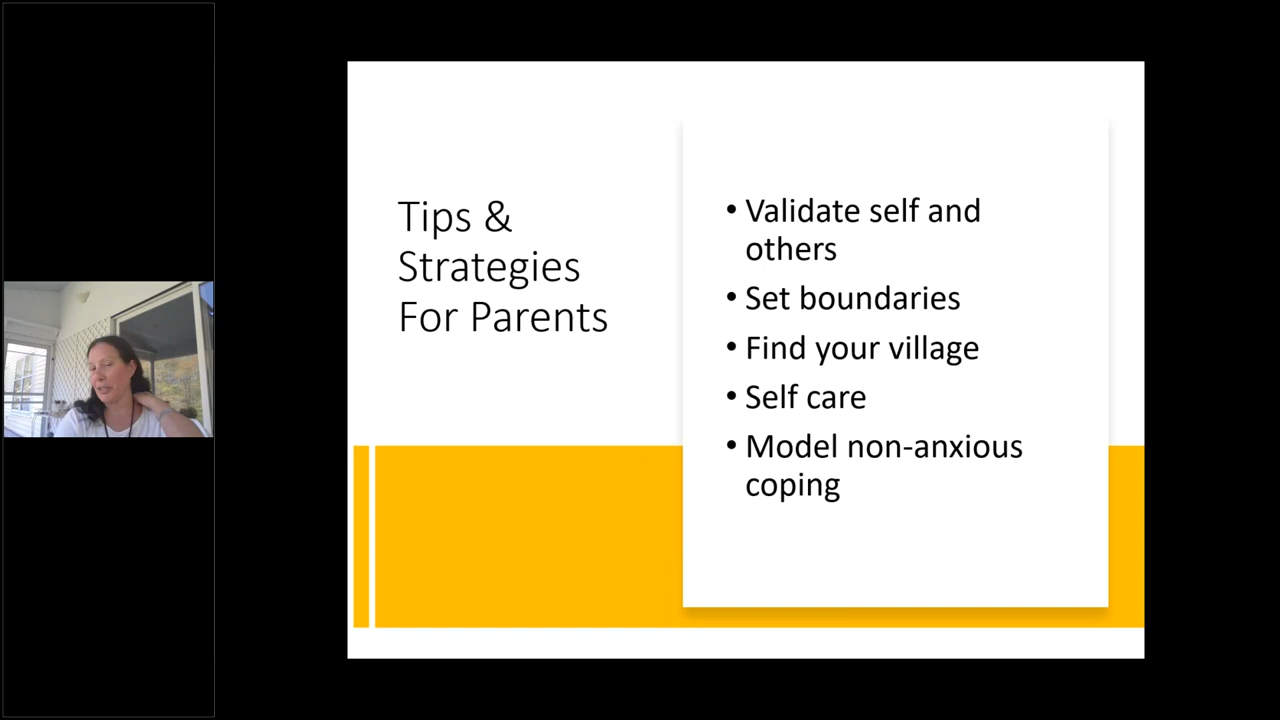 Tips &
Strategies
For Parents
• Validate self and
others
• Set boundaries
• Find your village
• Self care
• Model non-anxious
coping